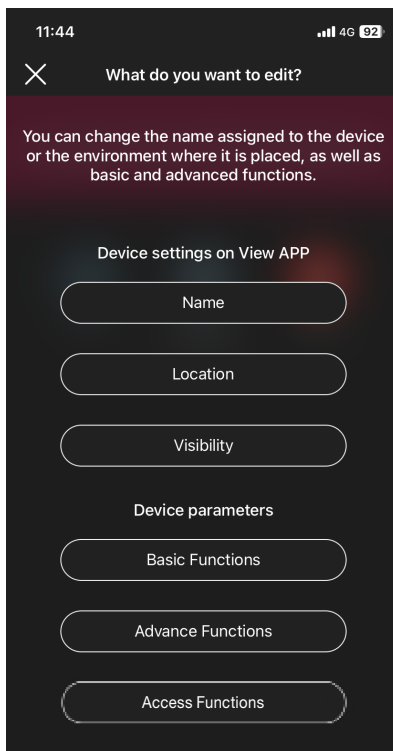 11:44
4G 92
What do you want to edit?
You can change the name assigned to the device
or the environment where it is placed, as well as
basic and advanced functions.
Device settings on View APP
Name
Location
Visibility
Device parameters
Basic Functions
Advance Functions
Access Functions